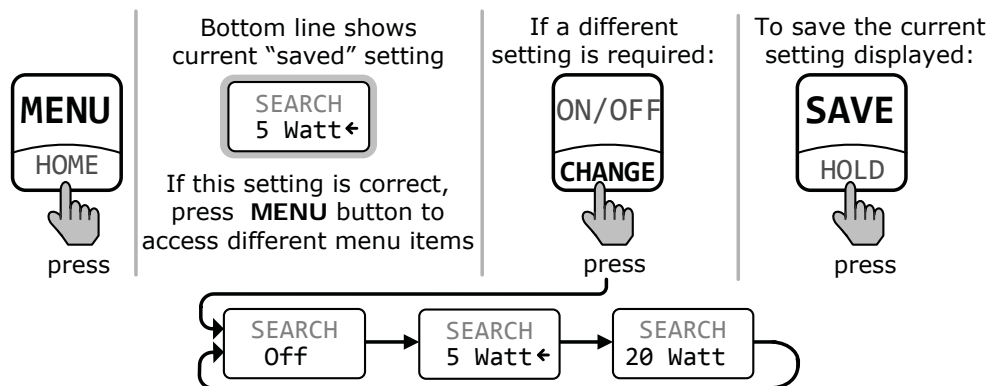 MENU
HOME
press
Bottom line shows
current “saved” setting
SEARCH
5 Watt←
If this setting is correct,
press MENU button to
access different menu items
If a different
setting is required:
ON/OFF
CHANGE
press
To save the current
setting displayed:
SAVE
HOLD
press
SEARCH
Off
SEARCH
5 Watt←
SEARCH
20 Watt